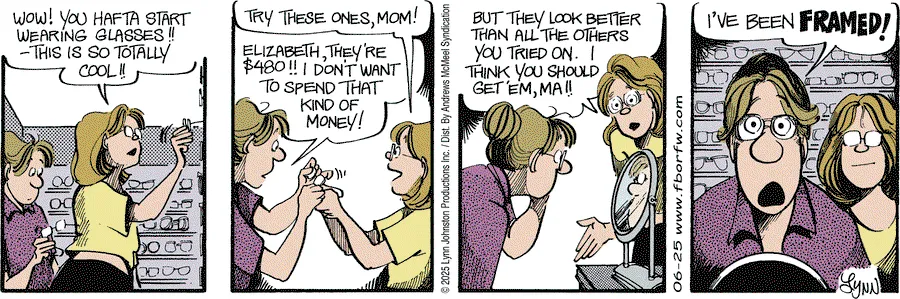 WOW! YOU HAFTA START
WEARING GLASSES!!
-THIS IS SO TOTALLY
COOL!!
TRY THESE ONES, MOM!
ELIZABETH, THEY'RE
$480!! I DON'T WANT
TO SPEND THAT
KIND OF
MONEY!
© 2025 Lynn Johnston Productions Inc. / Dist. By Andrews McMeel Syndication
BUT THEY LOOK BETTER
THAN ALL THE OTHERS
YOU TRIED ON. I
THINK YOU SHOULD
GET 'EM, MA!!
06-25 www.fborfw.com
I'VE BEEN FRAMED!
LYNN